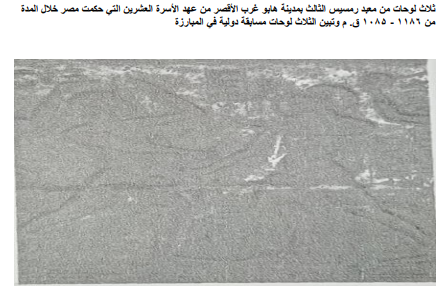 ثلاث لوحات من معبد رمسيس الثالث بمدينة هابو غرب الأقصر من عهد الأسرة العشرين التي حكمت مصر خلال المدة
من ١١٨٦ - ١٠٨٥ ق. م وتبين الثلاث لوحات مسابقة دولية في المبارزة